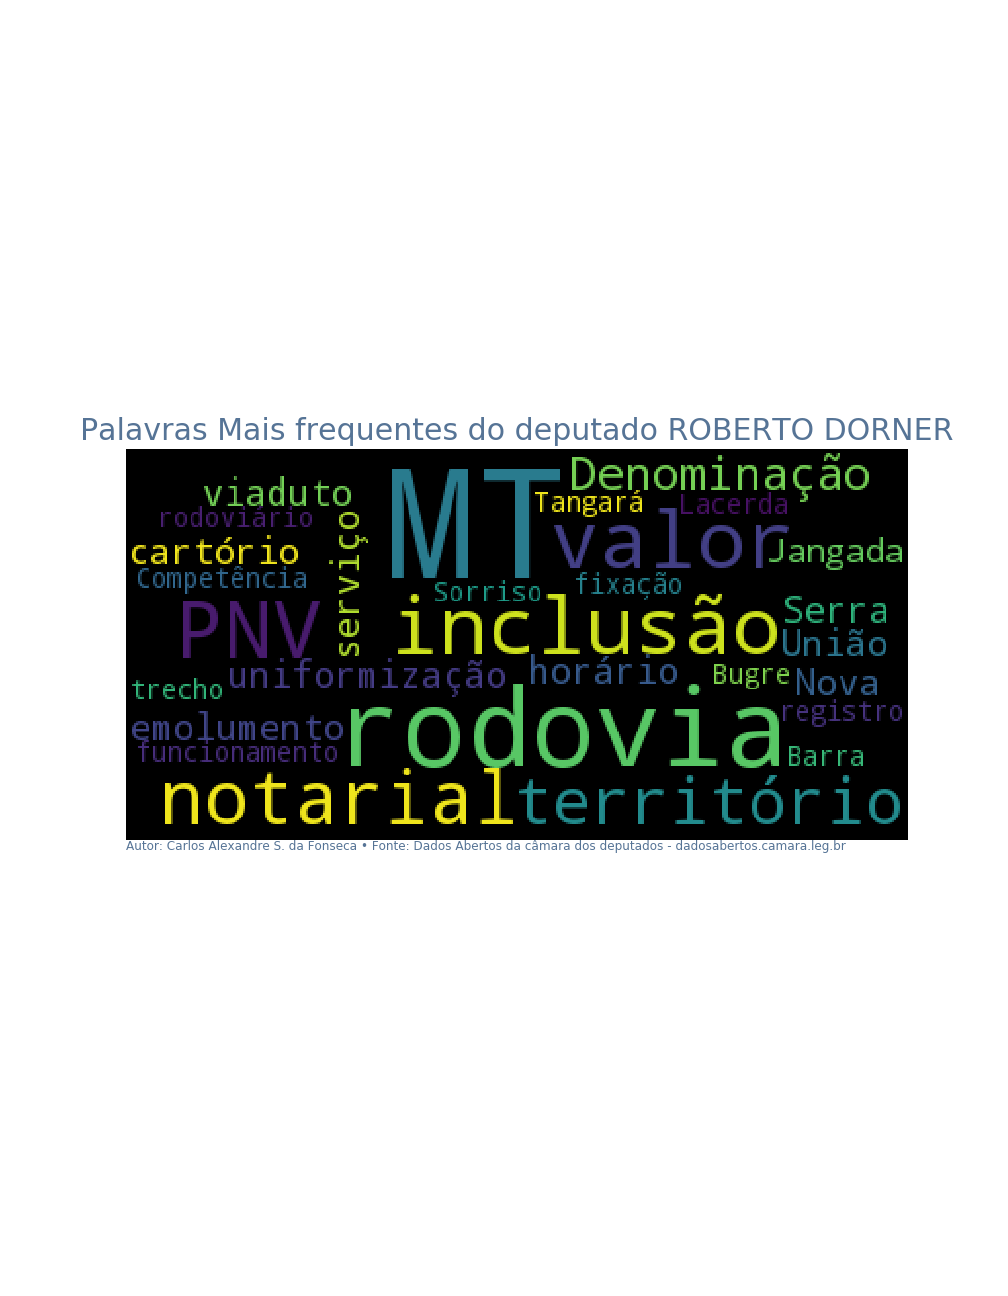 Palavras Mais frequentes do deputado ROBERTO DORNER
MT
Denominação
viaduto
Tangará
Lacerda
rodoviário
serviço
valor
cartório
Jangada
Competência
Sorriso
fixação
PNV
inclusão
Serra
União
uniformização
horário
Bugre
Nova
trecho
rodovia
registro
emolumento
funcionamento
Barra
notarial
território
Autor: Carlos Alexandre S. da Fonseca • Fonte: Dados Abertos da câmara dos deputados - dadosabertos.camara.leg.br